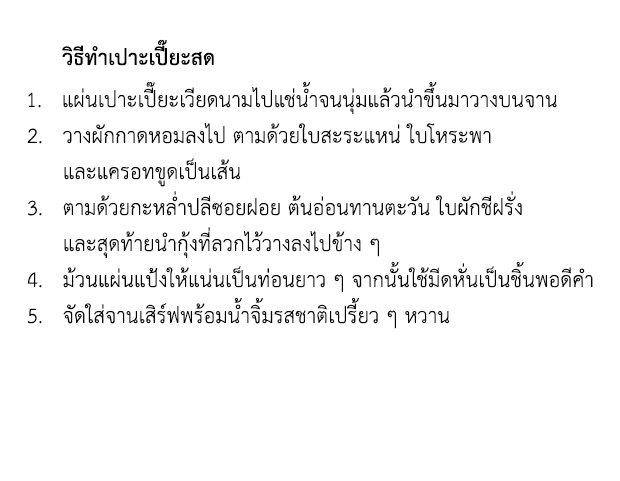 วิธีทำเปาะเปี๊ยะสด
1. แผ่นเปาะเปี๊ยะเวียดนามไปแช่น้ำจนนุ่มแล้วนำขึ้นมาวางบนจาน
2. วางผักกาดหอมลงไป ตามด้วยใบสะระแหน่ ใบโหระพา
และแครอทขูดเป็นเส้น
3. ตามด้วยกะหล่ำปลีซอยฝอย ต้นอ่อนทานตะวัน ใบผักชีฝรั่ง
และสุดท้ายนำกุ้งที่ลวกไว้วางลงไปข้าง ๆ
4. ม้วนแผ่นแป้งให้แน่นเป็นท่อนยาว ๆ จากนั้นใช้มีดหั่นเป็นชิ้นพอดีคำ
5. จัดใส่จานเสิร์ฟพร้อมน้ำจิ้มรสชาติเปรี้ยว ๆ หวาน